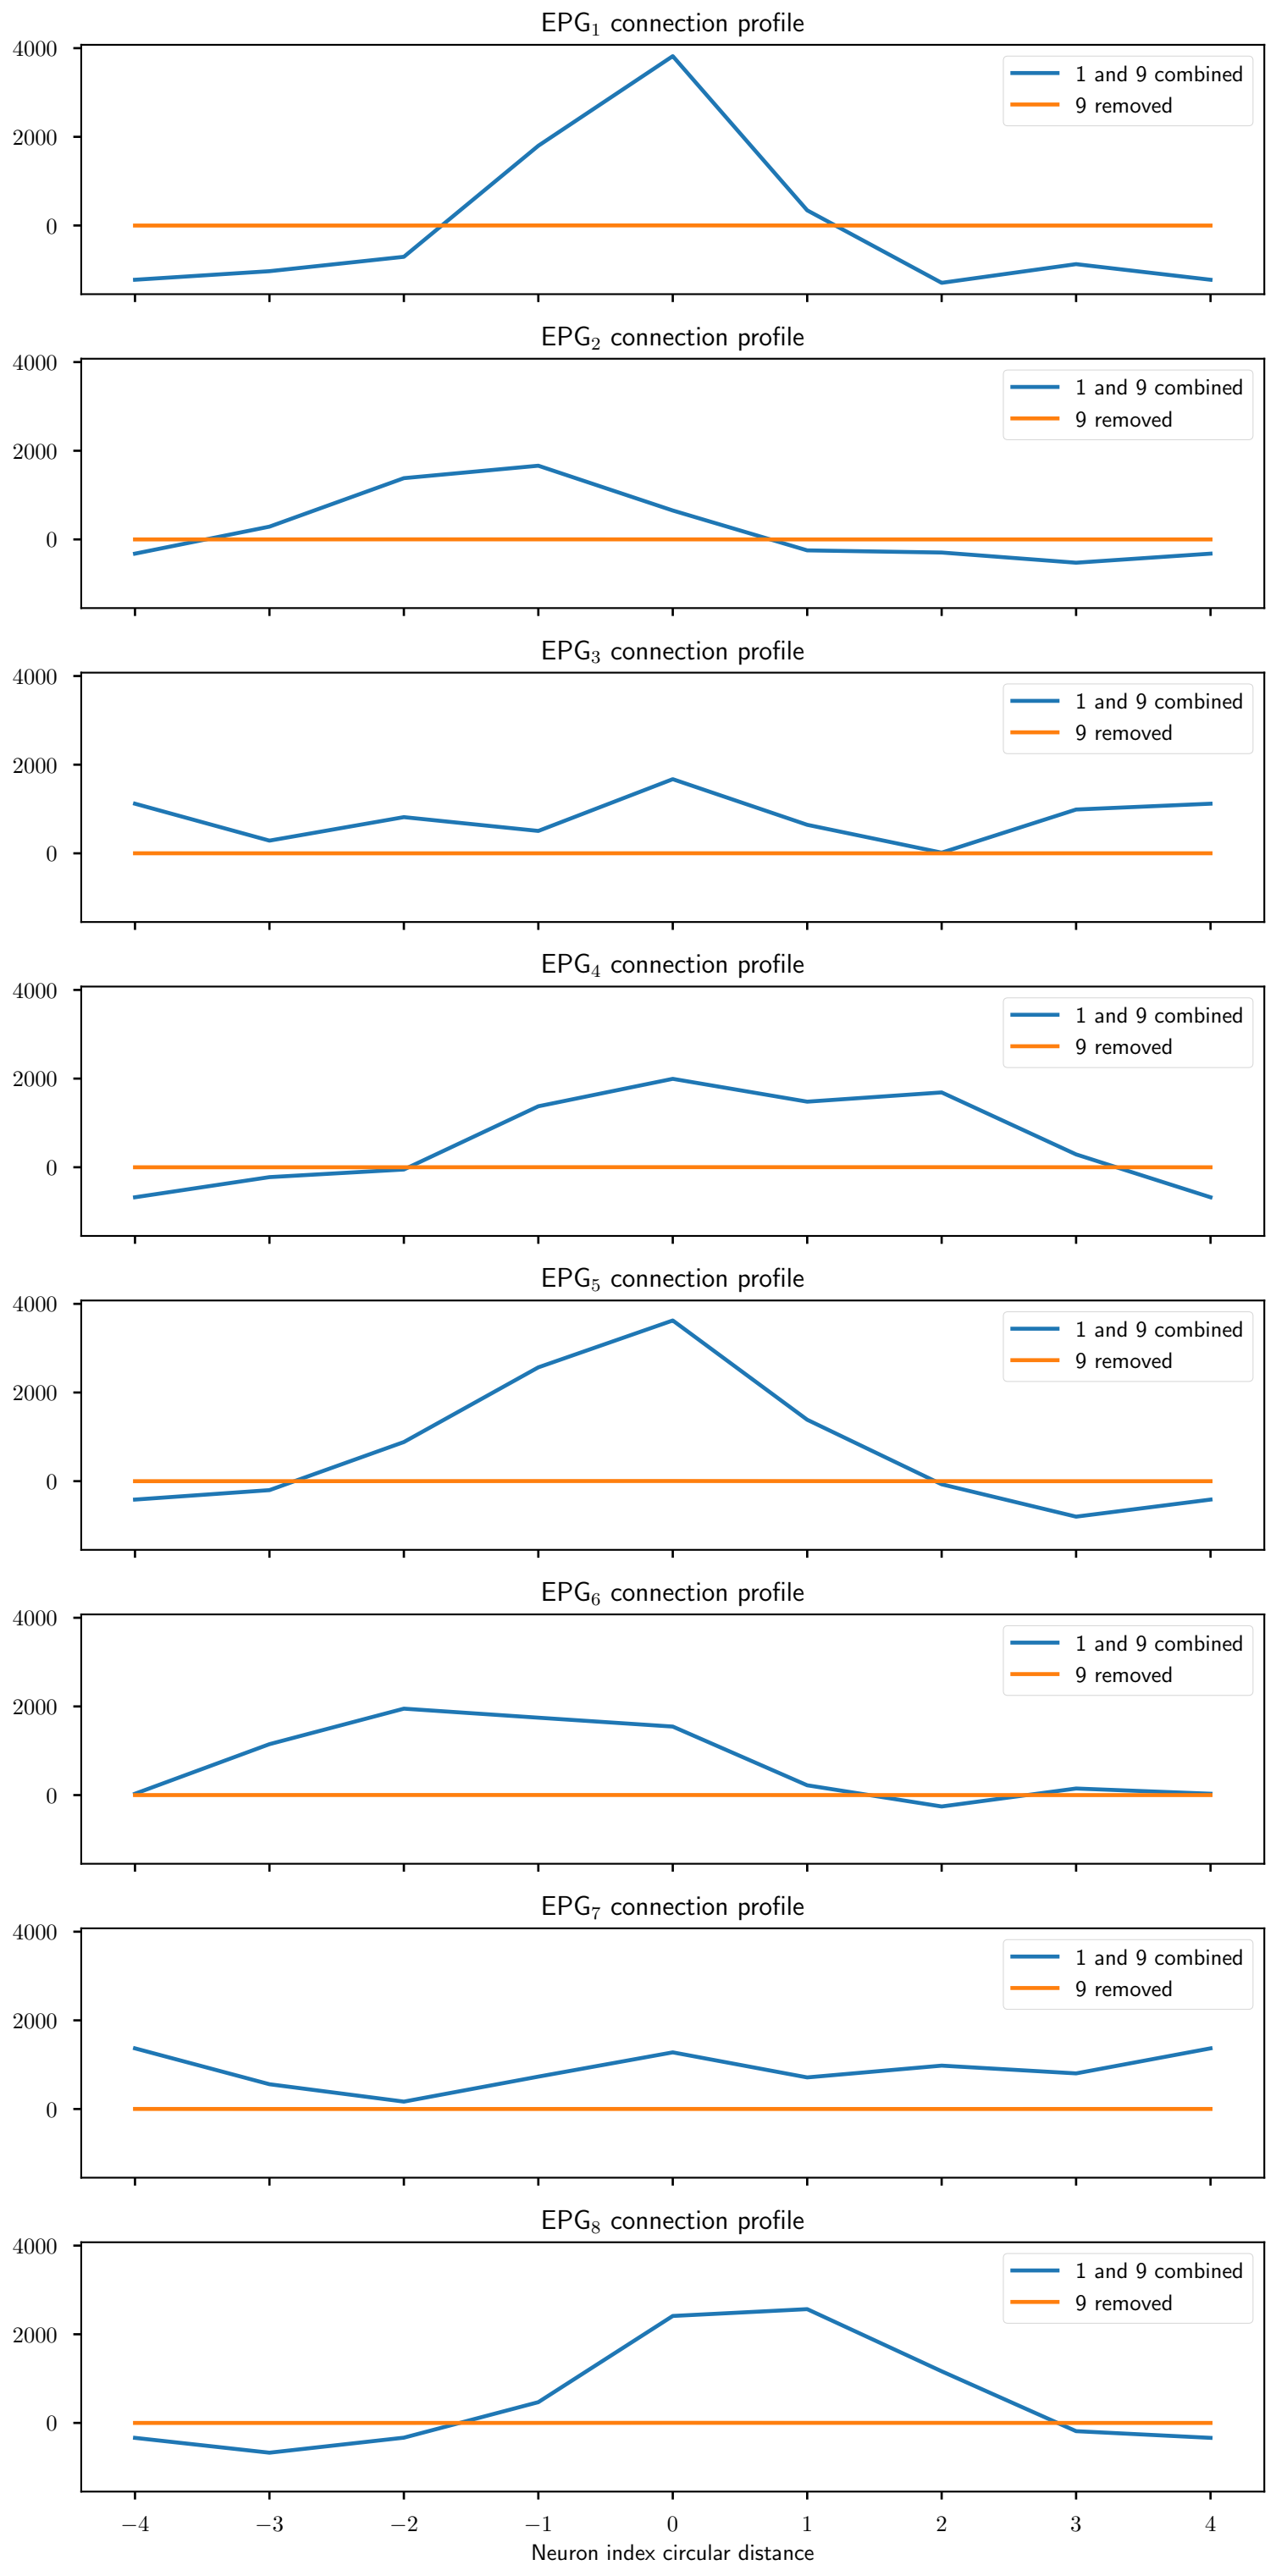 EPG₁ connection profile
4000
2000
0
1 and 9 combined
9 removed
EPG₂ connection profile
4000
2000
0
1 and 9 combined
9 removed
EPG₃ connection profile
4000
2000
0
1 and 9 combined
9 removed
EPG₄ connection profile
4000
2000
0
1 and 9 combined
9 removed
EPG₅ connection profile
4000
2000
0
1 and 9 combined
9 removed
EPG₆ connection profile
4000
2000
0
1 and 9 combined
9 removed
EPG₇ connection profile
4000
2000
0
1 and 9 combined
9 removed
EPG₈ connection profile
4000
2000
0
1 and 9 combined
9 removed
−4 −3 −2 −1 0 1 2 3 4
Neuron index circular distance